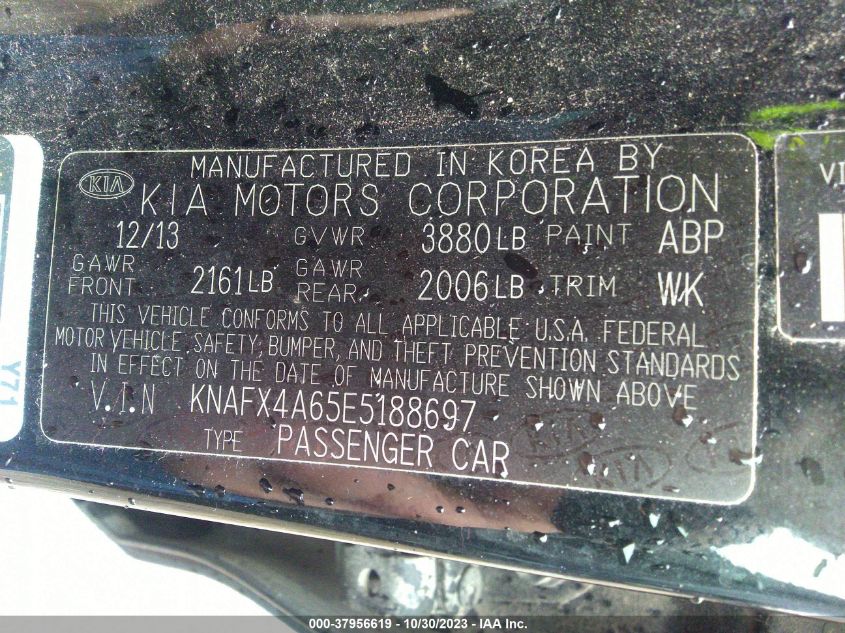 MANUFACTURED IN KOREA BY
KIA KIA MOTORS CORPORATION
12/13 GVWR 3880LB PAINT ABP
GAWR FRONT 2161LB GAWR REAR 2006LB TRIM WK
THIS VEHICLE CONFORMS TO ALL APPLICABLE U.S.A. FEDERAL
MOTOR VEHICLE SAFETY, BUMPER, AND THEFT PREVENTION STANDARDS
IN EFFECT ON THE DATE OF MANUFACTURE SHOWN ABOVE
V.I.N KNAFX4A65E5188697
TYPE PASSENGER CAR
KIA
KIA
Y71
VI
000-37956619 - 10/30/2023 - IAA Inc.